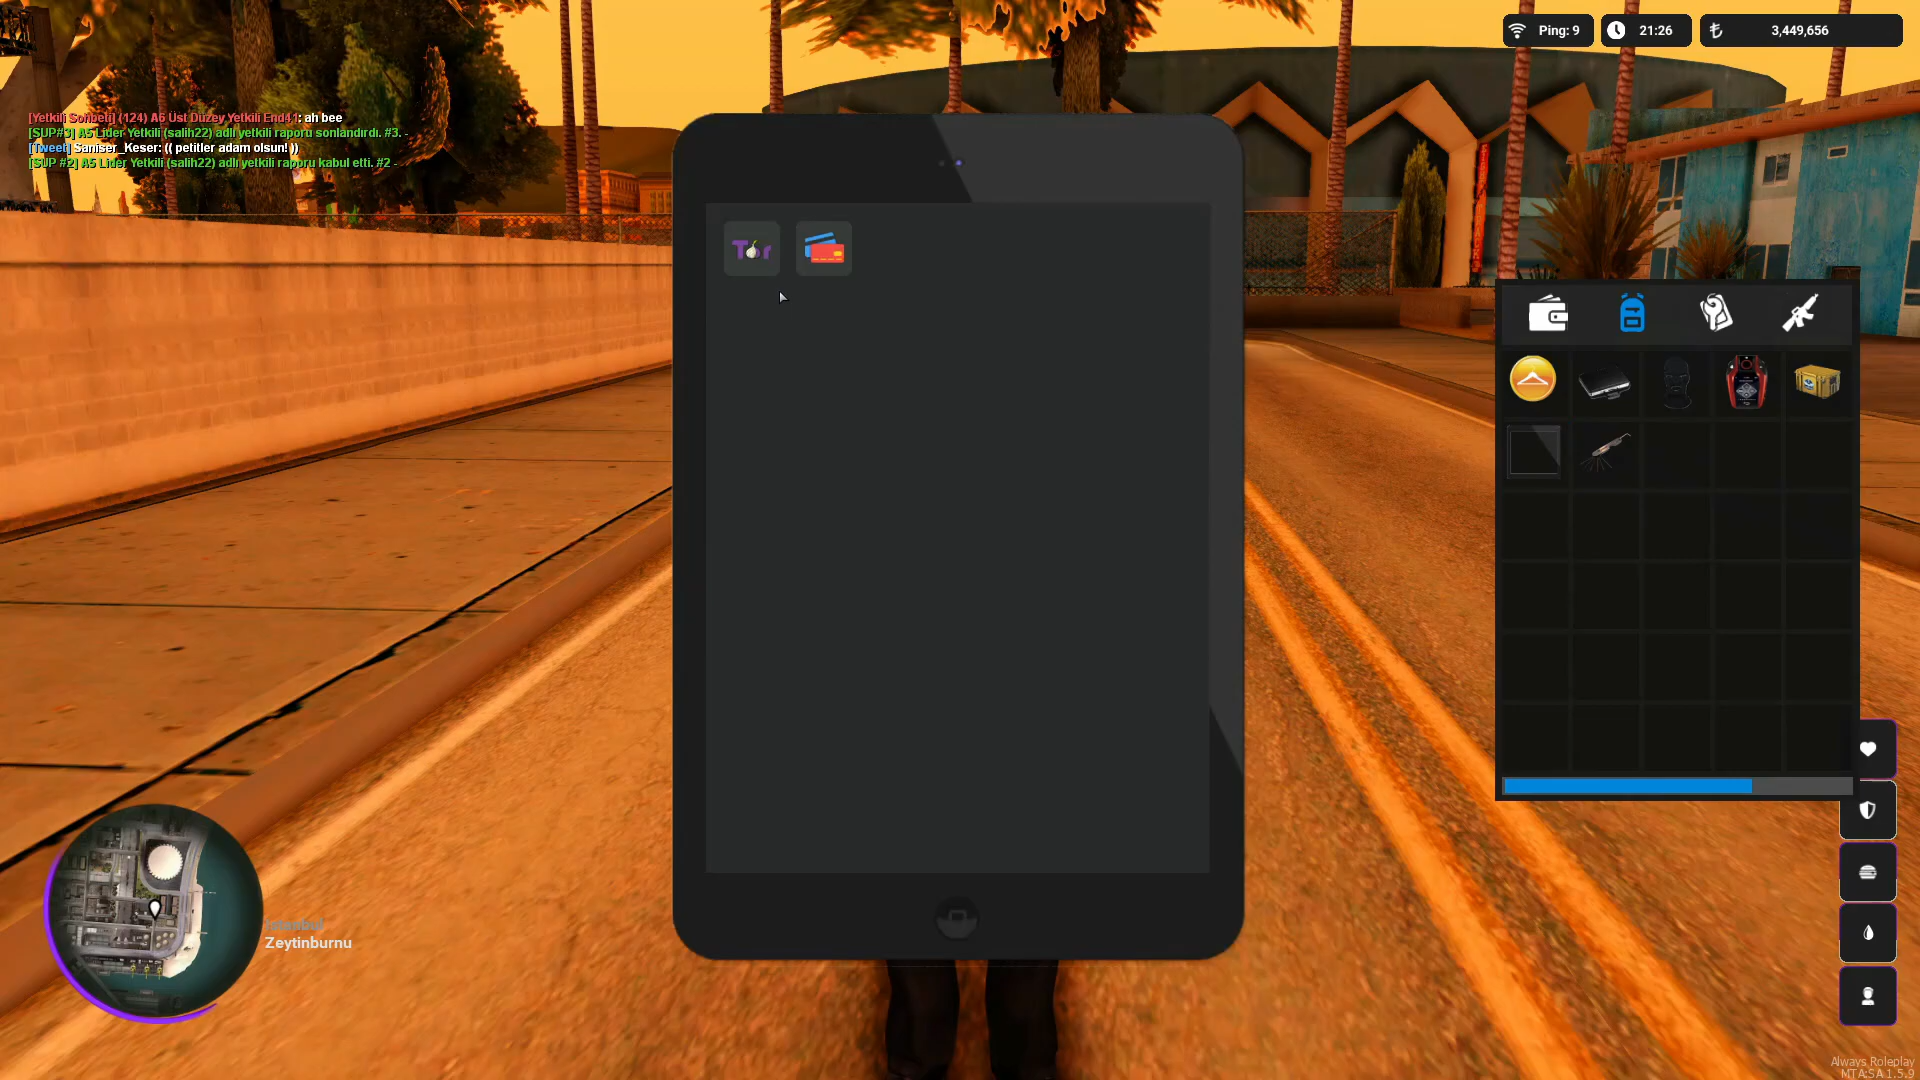 Ping: 9
21:26
3,449,656
[Yetkili Sohbeti] (124) A6 Üst Düzey Yetkili End41: ah bee
[SUP#3] A5 Lider Yetkili (salih22) adlı yetkili raporu sonlandırdı. #3. -
[Tweet] Saniser_Keser: (( petitler adam olsun! ))
[SUP #2] A5 Lider Yetkili (salih22) adlı yetkili raporu kabul etti. #2 -
Tor
İstanbul
Zeytinburnu
Always Roleplay
MTA:SA 1.5.9